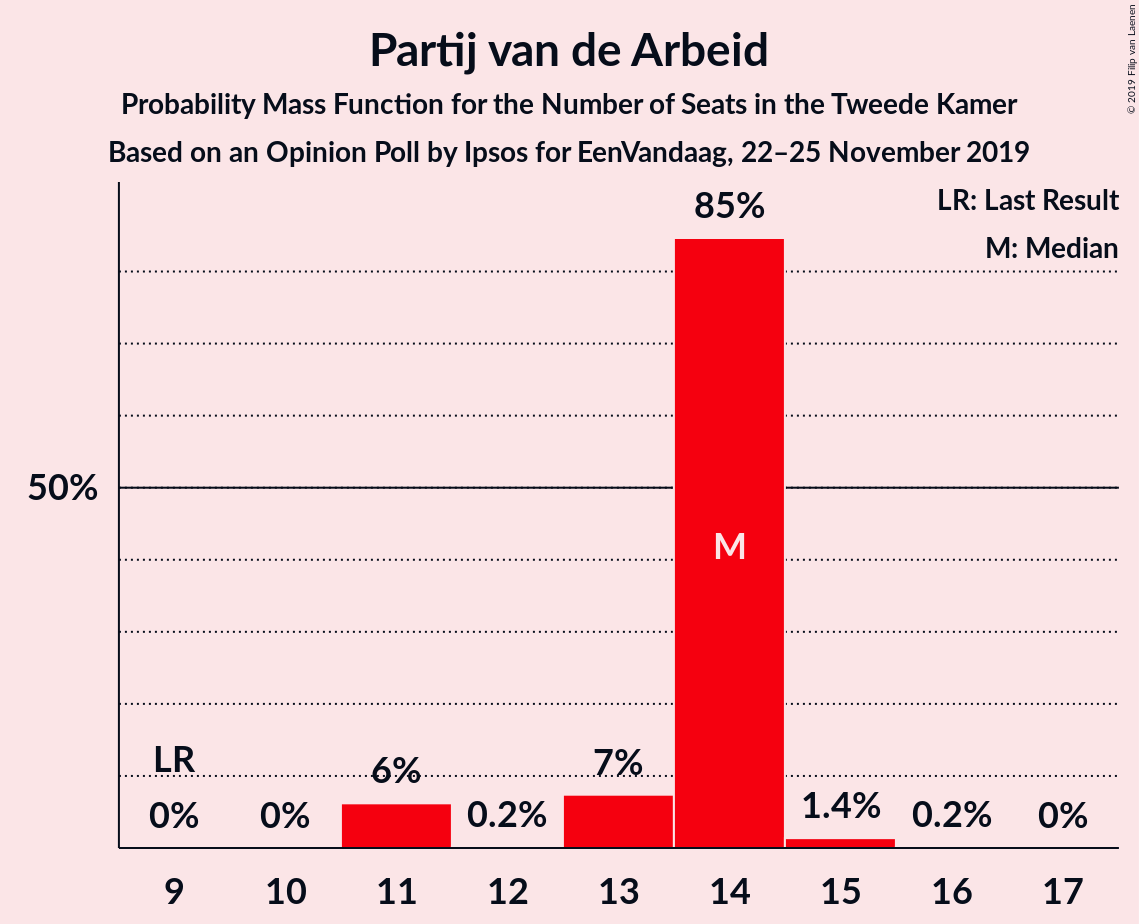 Partij van de Arbeid
Probability Mass Function for the Number of Seats in the Tweede Kamer
Based on an Opinion Poll by Ipsos for EenVandaag, 22–25 November 2019
© 2019 Filip van Laenen
LR: Last Result
M: Median
85%
50%
M
LR
0%
0%
6%
0.2%
7%
1.4%
0.2%
0%
9 10 11 12 13 14 15 16 17